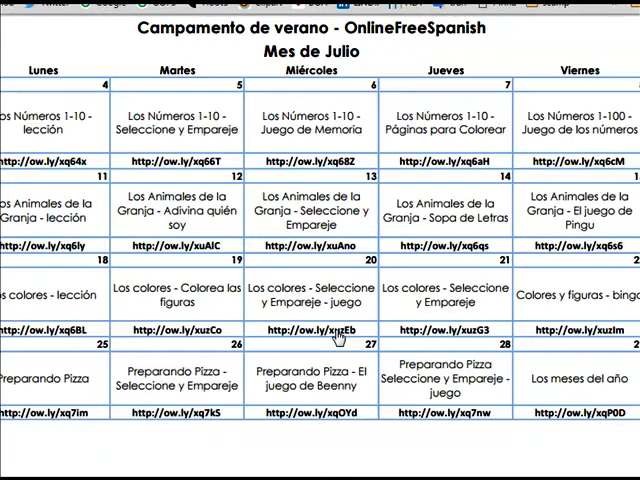 Campamento de verano - OnlineFreeSpanish
Mes de Julio
Lunes Martes Miércoles Jueves Viernes
4 5 6 7
os Números 1-10 - Los Números 1-10 - Los Números 1-10 - Los Números 1-10 - Los Números 1-100 -
lección Seleccione y Empareje Juego de Memoria Páginas para Colorear Juego de los números
http://ow.ly/xq64x http://ow.ly/xq66T http://ow.ly/xq68Z http://ow.ly/xq6aH http://ow.ly/xq6cM
11 12 13 14
Los Animales de la Los Animales de la Los Animales de la Los Animales de la Los Animales de la
Granja - lección Granja - Adivina quién Granja - Seleccione y Granja - Sopa de Letras Granja - El juego de
soy Empareje Pingu
http://ow.ly/xq6ly http://ow.ly/xuAlC http://ow.ly/xuAno http://ow.ly/xq6qs http://ow.ly/xq6s6
18 19 20 21
os colores - lección Los colores - Colorea las Los colores - Seleccione Los colores - Seleccione Colores y figuras - bingo
figuras y Empareje - juego y Empareje
http://ow.ly/xq6BL http://ow.ly/xuzCo http://ow.ly/xuzEb http://ow.ly/xuzG3 http://ow.ly/xuzIm
25 26 27 28
Preparando Pizza Preparando Pizza - Preparando Pizza - El Preparando Pizza Los meses del año
Seleccione y Empareje juego de Beenny Seleccione y Empareje -
juego
http://ow.ly/xq7im http://ow.ly/xq7kS http://ow.ly/xqOYd http://ow.ly/xq7nw http://ow.ly/xqP0D